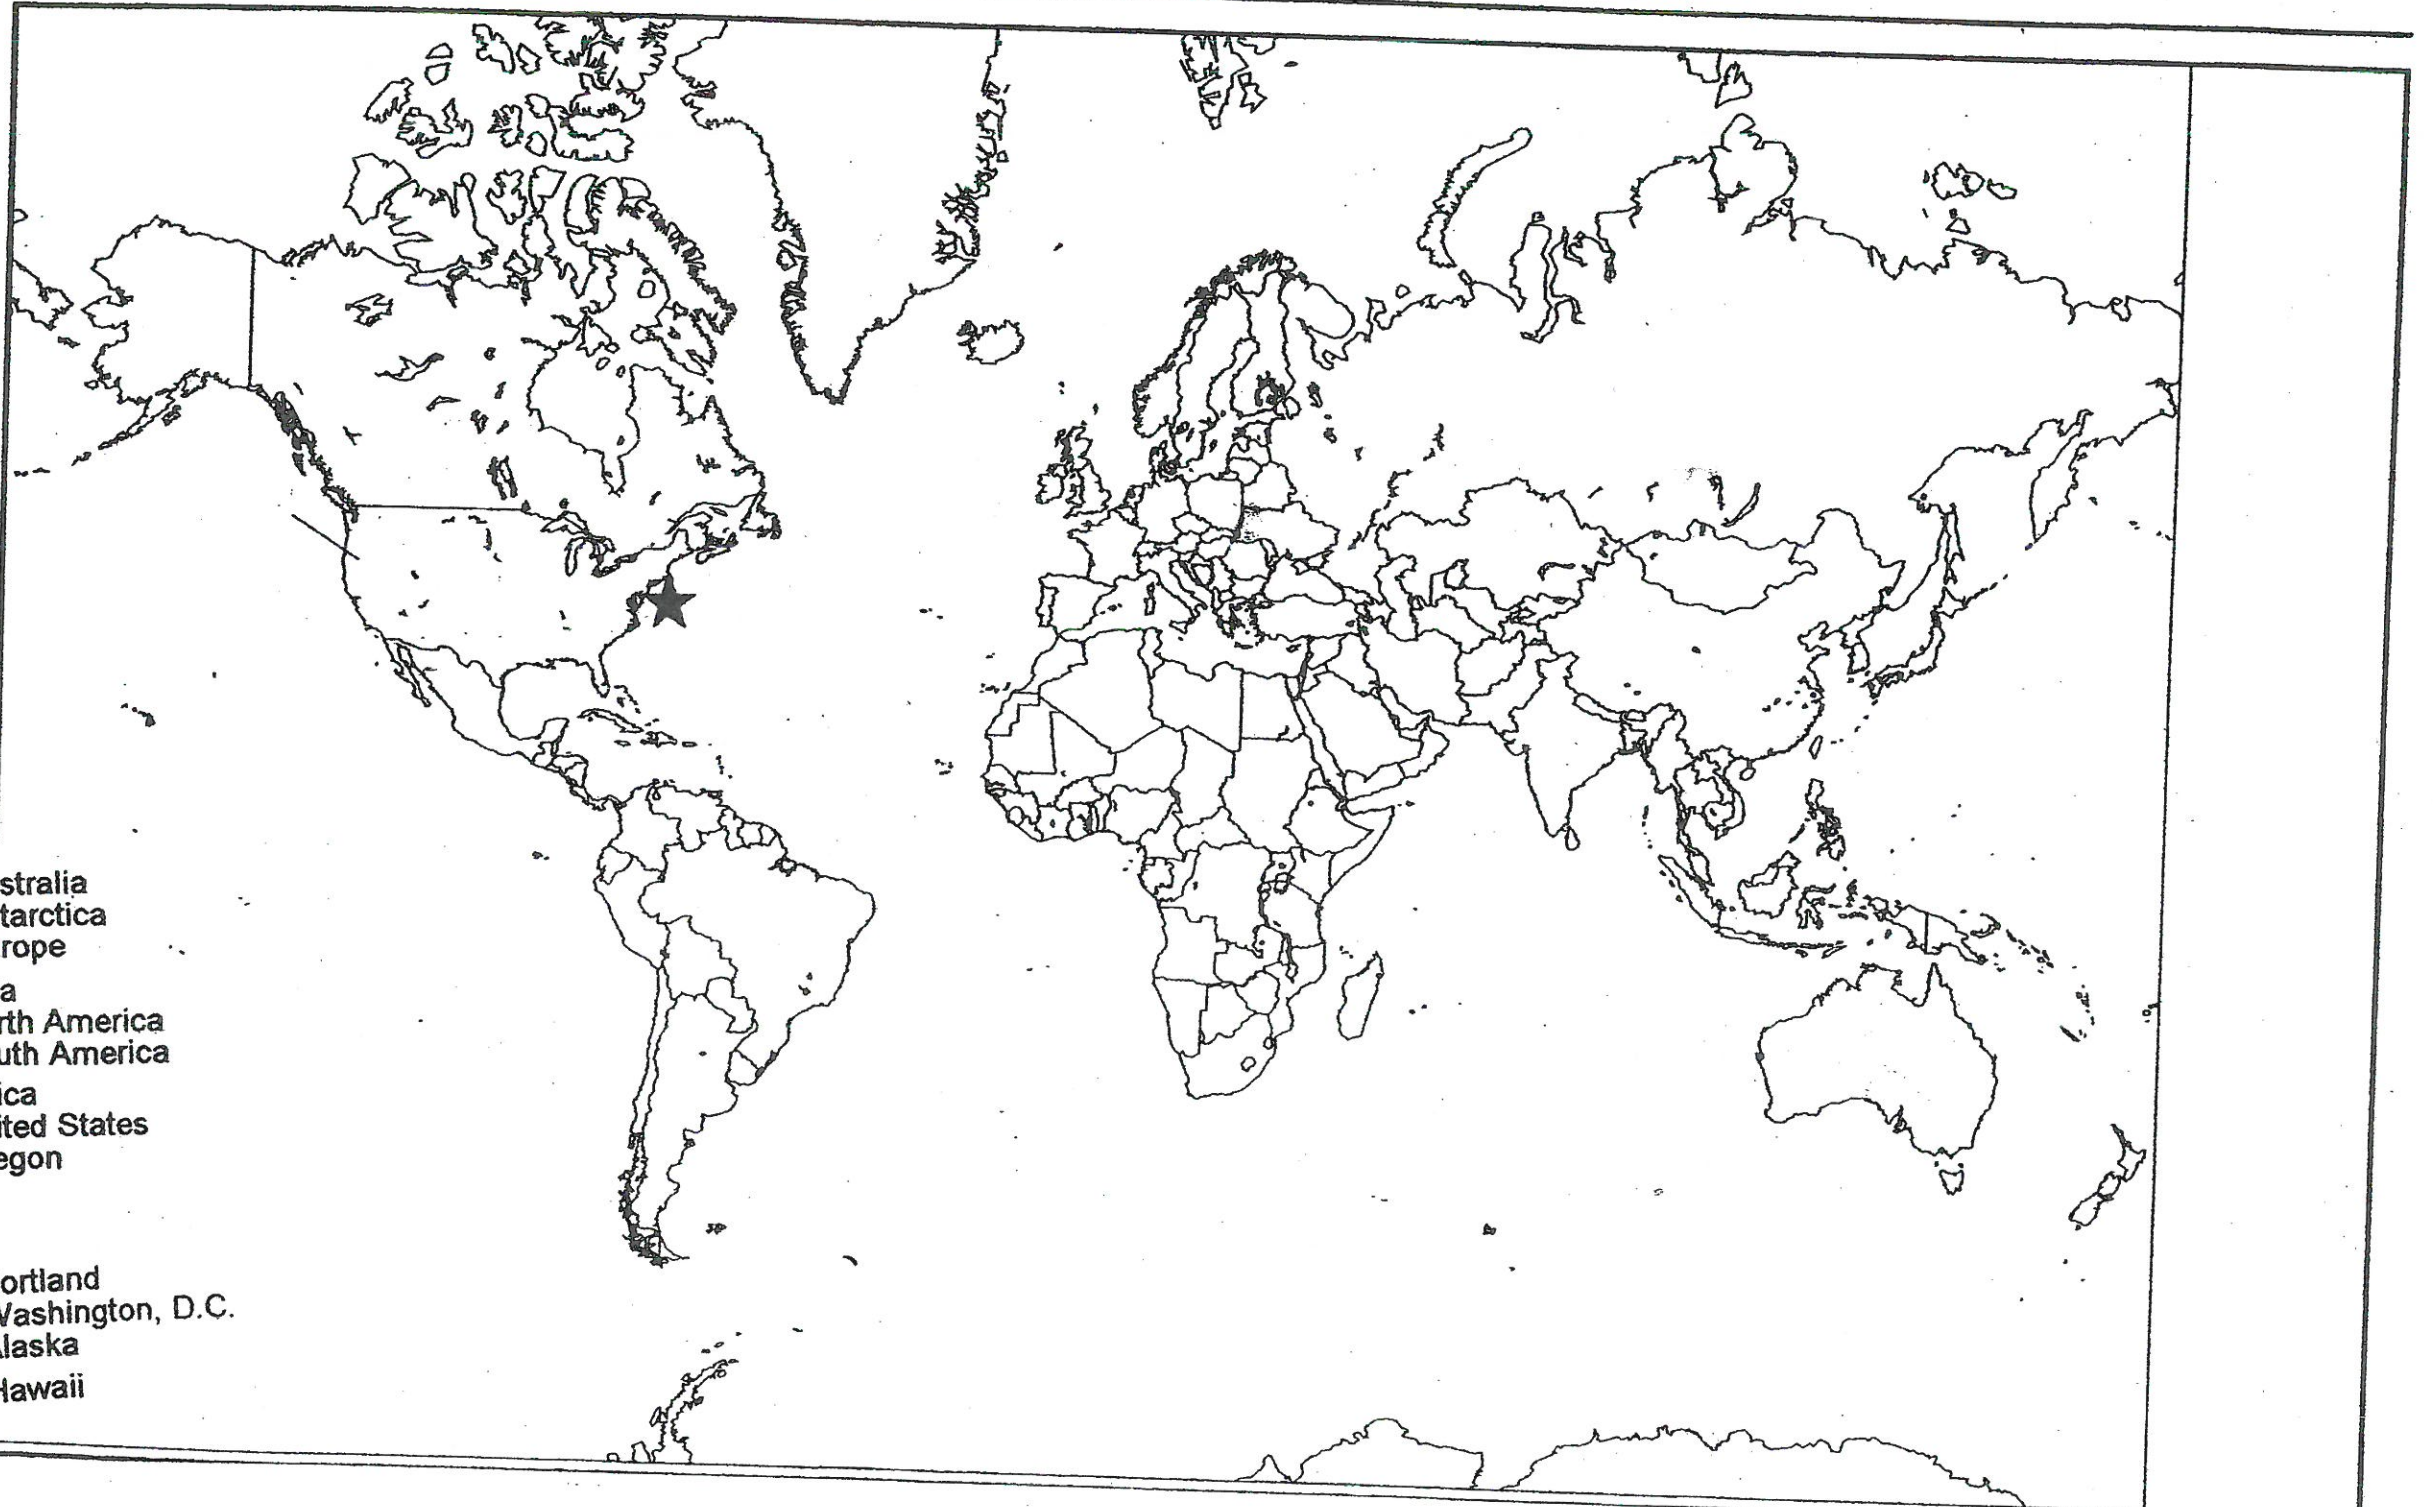 stralia
tarctica
rope
a
rth America
uth America
ica
ited States
egon
ortland
Washington, D.C.
laska
Hawaii